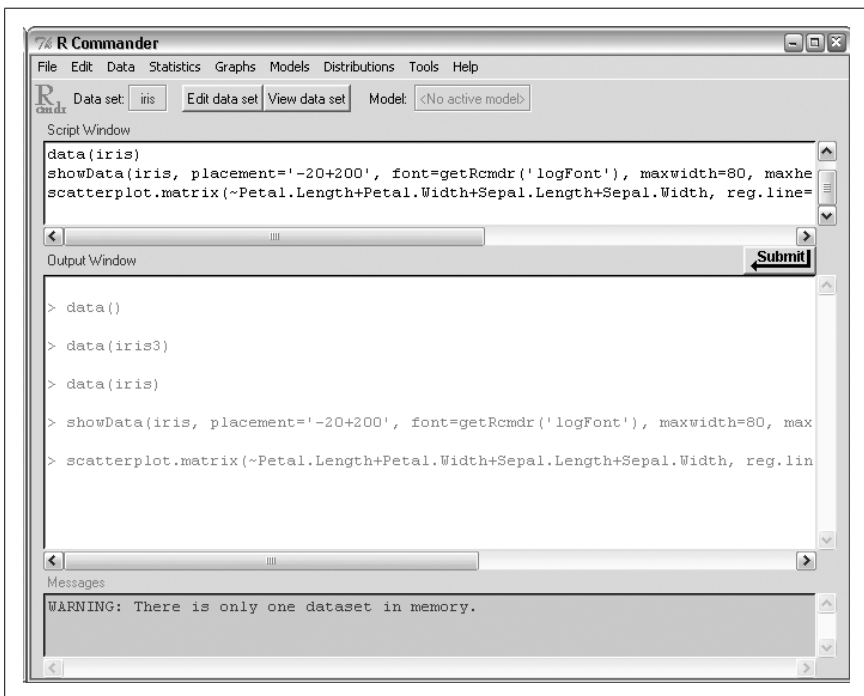 R Commander
File Edit Data Statistics Graphs Models Distributions Tools Help
R cmdr Data set: iris Edit data set View data set Model: <No active model>
Script Window
data(iris)
showData(iris, placement='-20+200', font=getRcmdr('logFont'), maxwidth=80, maxhe
scatterplot.matrix(~Petal.Length+Petal.Width+Sepal.Length+Sepal.Width, reg.line=
Output Window
Submit
> data()
> data(iris3)
> data(iris)
> showData(iris, placement='-20+200', font=getRcmdr('logFont'), maxwidth=80, max
> scatterplot.matrix(~Petal.Length+Petal.Width+Sepal.Length+Sepal.Width, reg.lin
Messages
WARNING: There is only one dataset in memory.